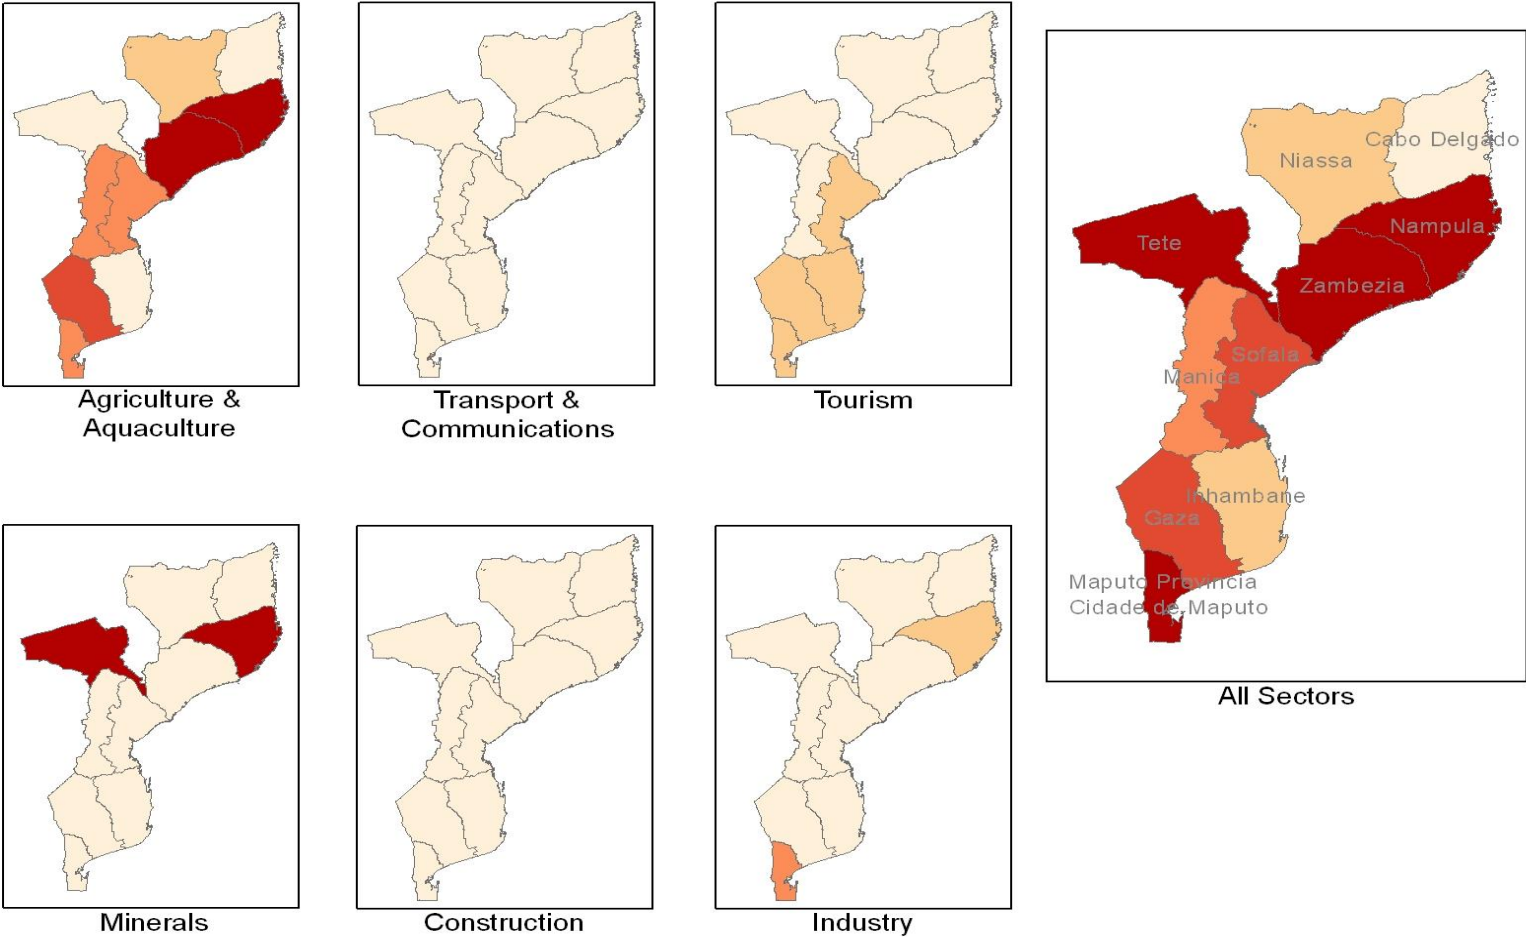 Agriculture &
Aquaculture
Transport &
Communications
Tourism
Cabo Delgado
Niassa
Nampula
Tete
Zambezia
Sofala
Manica
Inhambane
Gaza
Maputo Provincia
Cidade de Maputo
All Sectors
Minerals
Construction
Industry